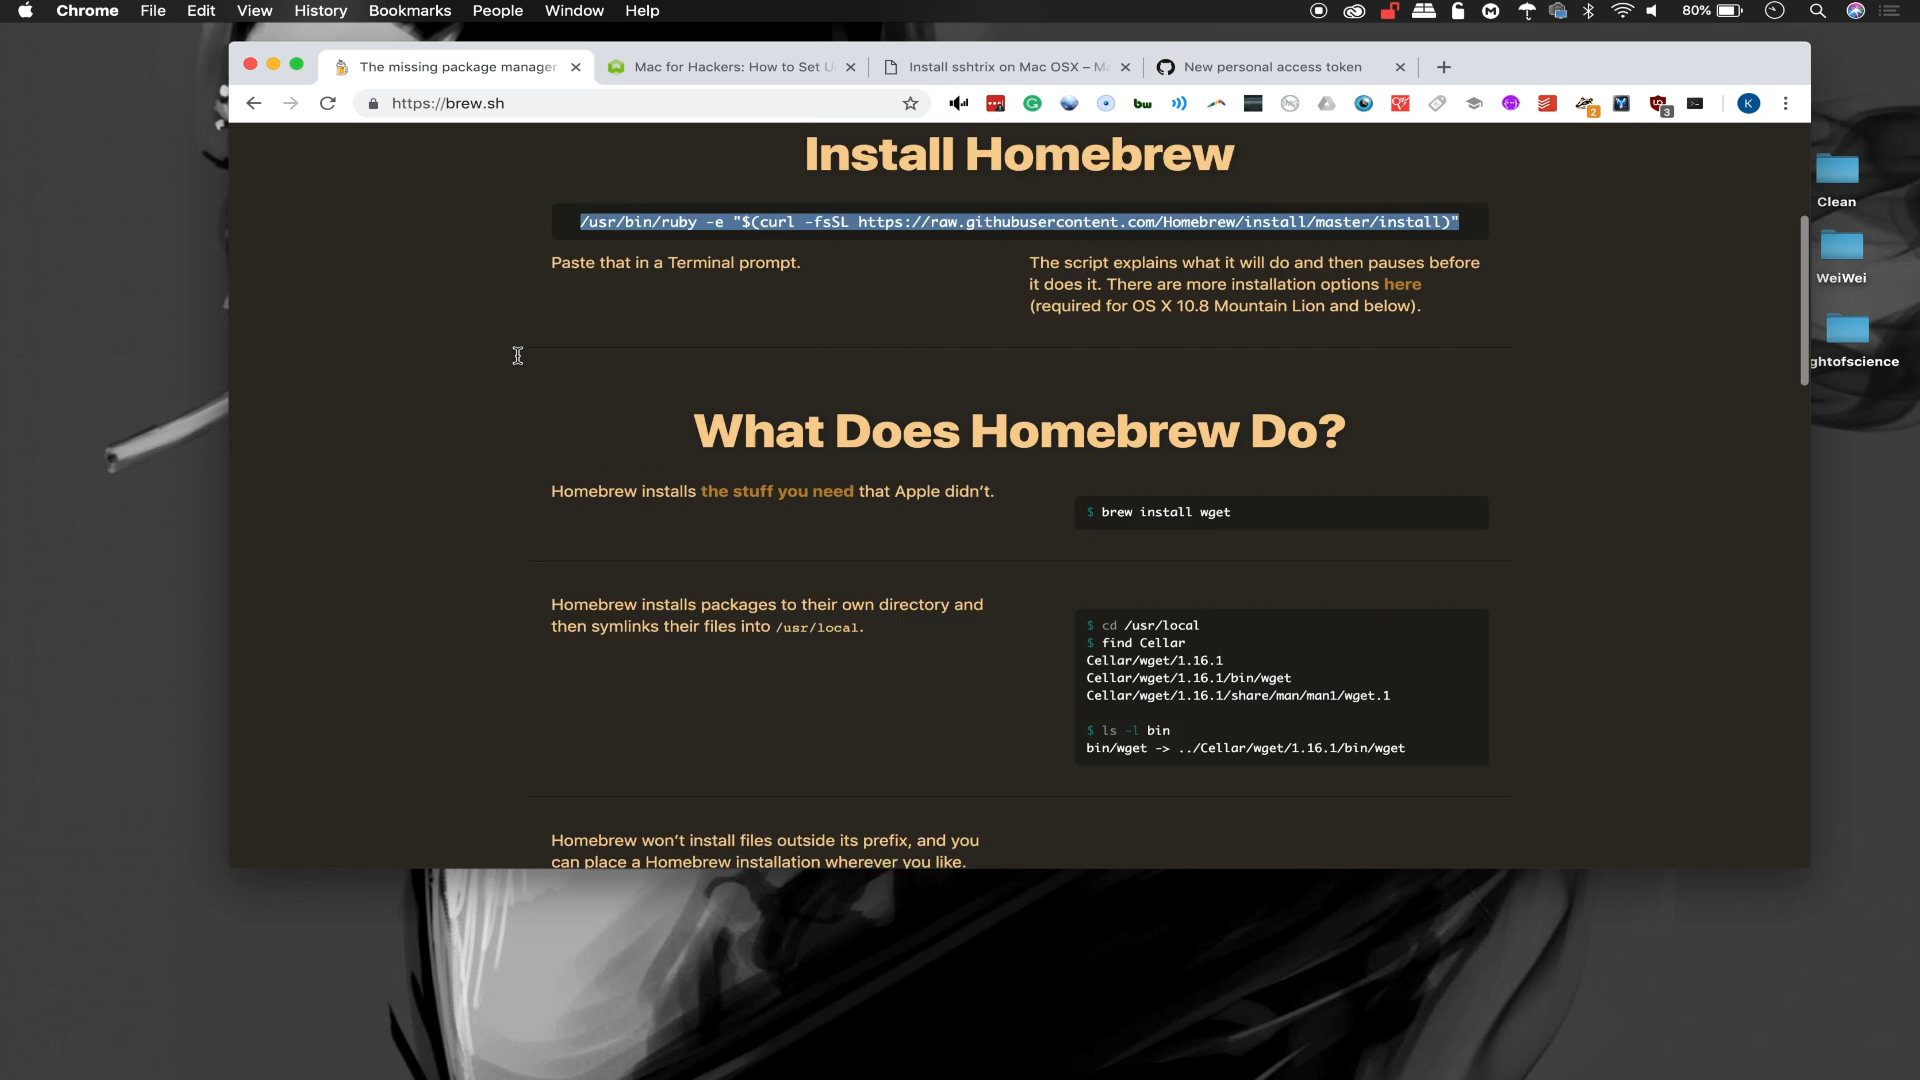 Chrome File Edit View History Bookmarks People Window Help
80%
The missing package manager
Mac for Hackers: How to Set U
Install sshtrix on Mac OSX – Ma
New personal access token
https://brew.sh
bw
2
3
K
Install Homebrew
/usr/bin/ruby -e "$(curl -fsSL https://raw.githubusercontent.com/Homebrew/install/master/install)"
Paste that in a Terminal prompt.
The script explains what it will do and then pauses before
it does it. There are more installation options here
(required for OS X 10.8 Mountain Lion and below).
What Does Homebrew Do?
Homebrew installs the stuff you need that Apple didn’t.
$ brew install wget
Homebrew installs packages to their own directory and
then symlinks their files into /usr/local.
$ cd /usr/local
$ find Cellar
Cellar/wget/1.16.1
Cellar/wget/1.16.1/bin/wget
Cellar/wget/1.16.1/share/man/man1/wget.1
$ ls -l bin
bin/wget -> ../Cellar/wget/1.16.1/bin/wget
Homebrew won’t install files outside its prefix, and you
can place a Homebrew installation wherever you like.
Clean
WeiWei
ghtofscience